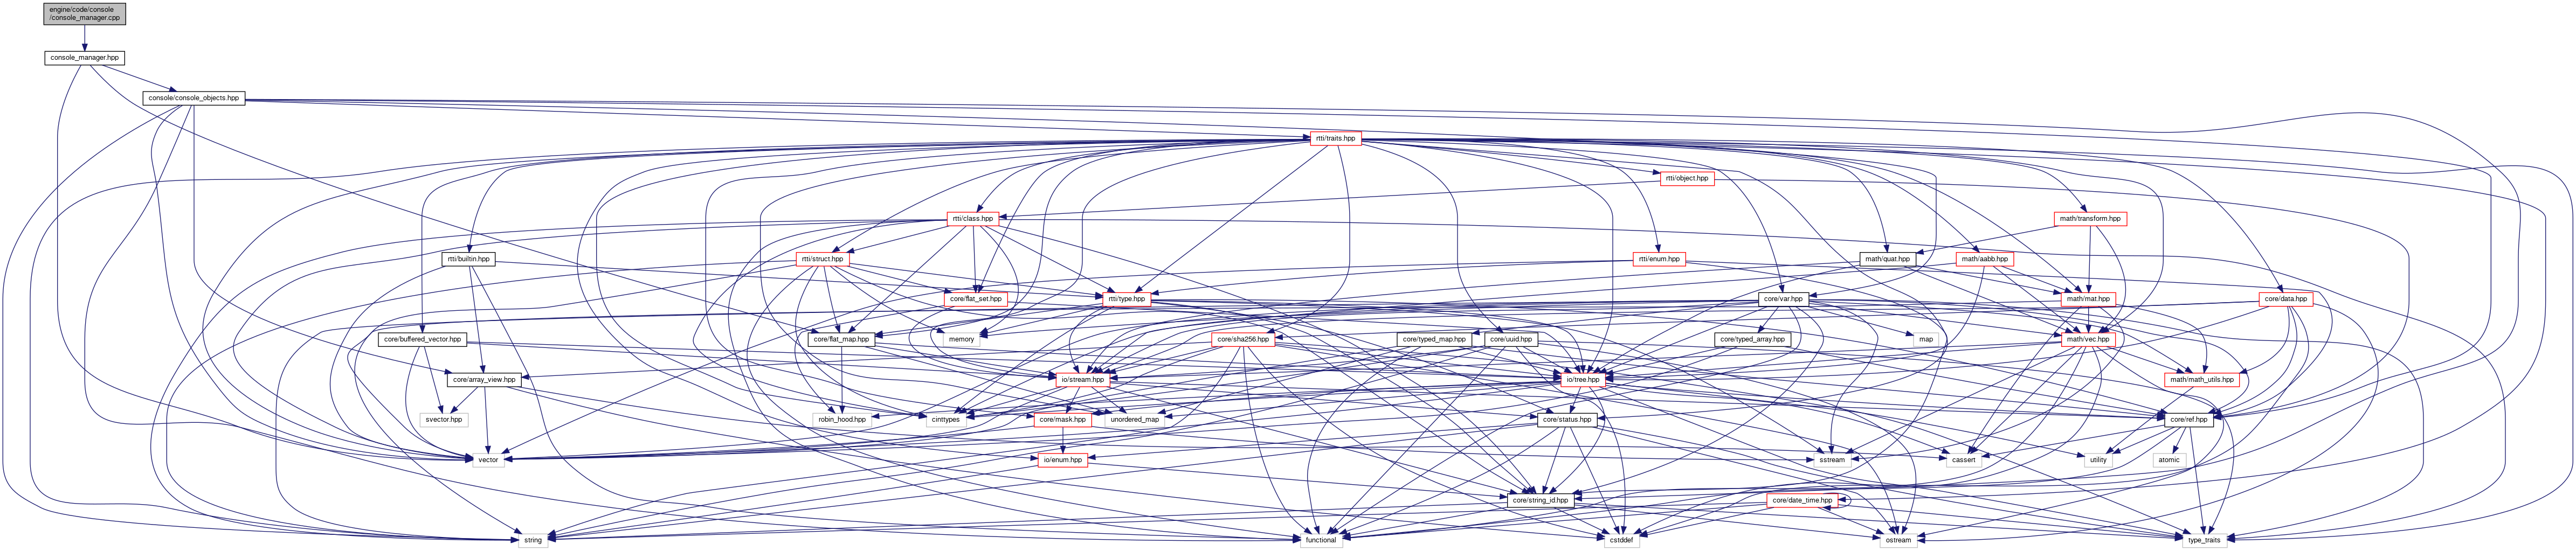 engine/code/console
/console_manager.cpp
console_manager.hpp
console/console_objects.hpp
rtti/traits.hpp
rtti/object.hpp
rtti/class.hpp
math/transform.hpp
rtti/builtin.hpp
rtti/struct.hpp
rtti/enum.hpp
math/quat.hpp
math/aabb.hpp
core/flat_set.hpp
rtti/type.hpp
core/var.hpp
math/mat.hpp
core/data.hpp
core/buffered_vector.hpp
core/flat_map.hpp
memory
core/sha256.hpp
core/typed_map.hpp
core/uuid.hpp
core/typed_array.hpp
map
math/vec.hpp
core/array_view.hpp
io/stream.hpp
io/tree.hpp
math/math_utils.hpp
svector.hpp
robin_hood.hpp
cinttypes
core/mask.hpp
unordered_map
core/status.hpp
core/ref.hpp
vector
io/enum.hpp
sstream
cassert
utility
atomic
core/string_id.hpp
core/date_time.hpp
string
functional
cstddef
ostream
type_traits